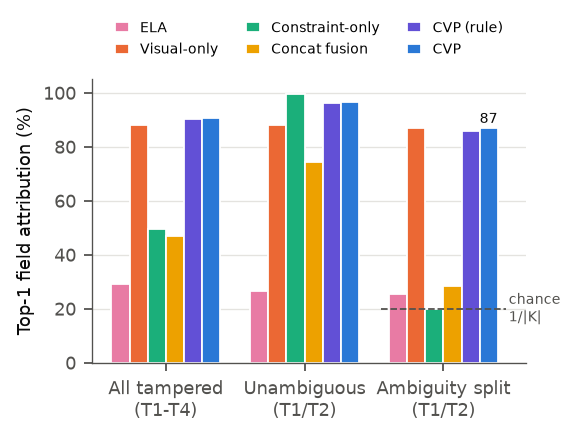 ELA
Visual-only
Constraint-only
Concat fusion
CVP (rule)
CVP
Top-1 field attribution (%)
100
80
60
40
20
0
87
chance
1/|K|
All tampered
(T1-T4)
Unambiguous
(T1/T2)
Ambiguity split
(T1/T2)